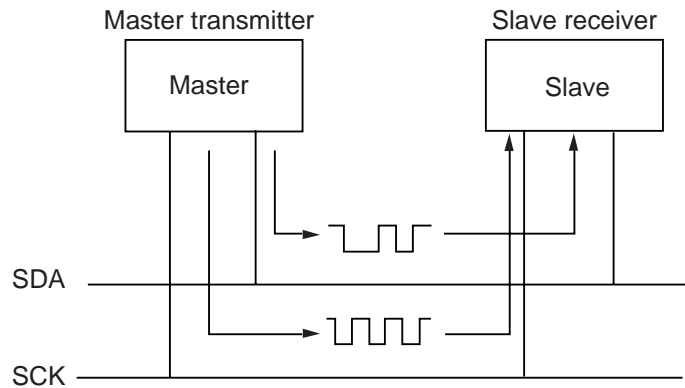 Master transmitter
Slave receiver
Master
Slave
SDA
SCK